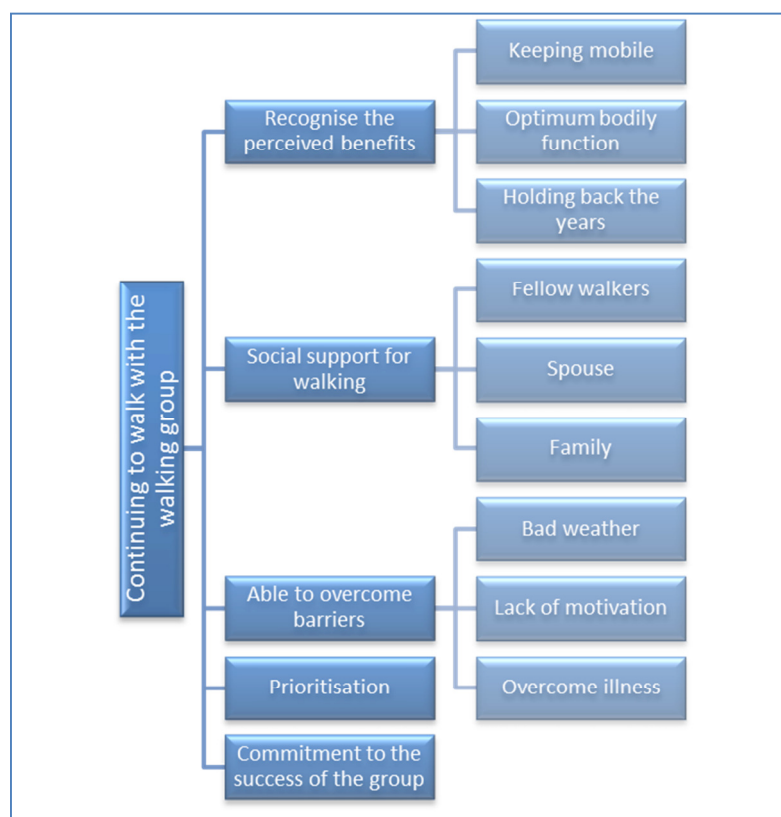 Continuing to walk with the
walking group
Recognise the
perceived benefits
Keeping mobile
Optimum bodily
function
Holding back the
years
Social support for
walking
Fellow walkers
Spouse
Family
Able to overcome
barriers
Bad weather
Lack of motivation
Overcome illness
Prioritisation
Commitment to the
success of the group